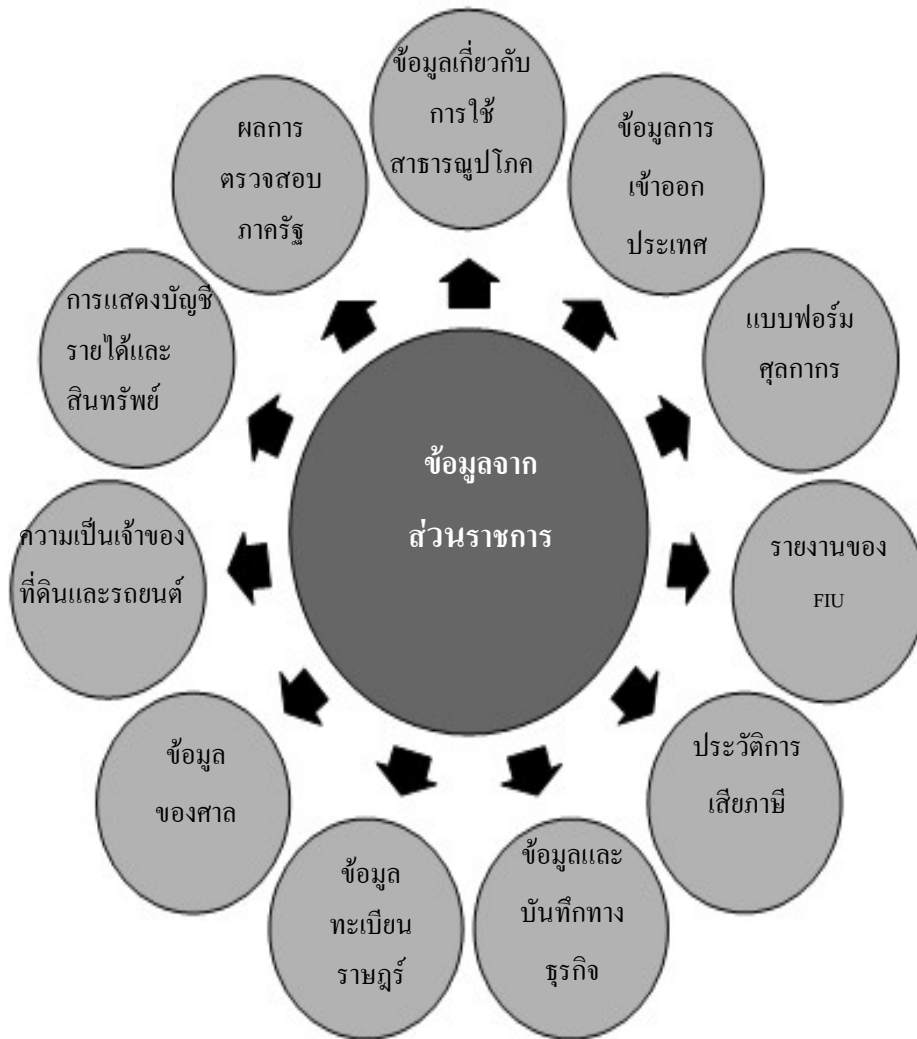 ข้อมูลจาก
ส่วนราชการ
ข้อมูลเกี่ยวกับ
การใช้
สาธารณูปโภค
ข้อมูลการ
เข้าออก
ประเทศ
แบบฟอร์ม
ศุลกากร
รายงานของ
FIU
ประวัติการ
เสียภาษี
ข้อมูลและ
บันทึกทาง
ธุรกิจ
ข้อมูล
ทะเบียน
ราษฎร์
ข้อมูล
ของศาล
ความเป็นเจ้าของ
ที่ดินและรถยนต์
การแสดงบัญชี
รายได้และ
สินทรัพย์
ผลการ
ตรวจสอบ
ภาครัฐ